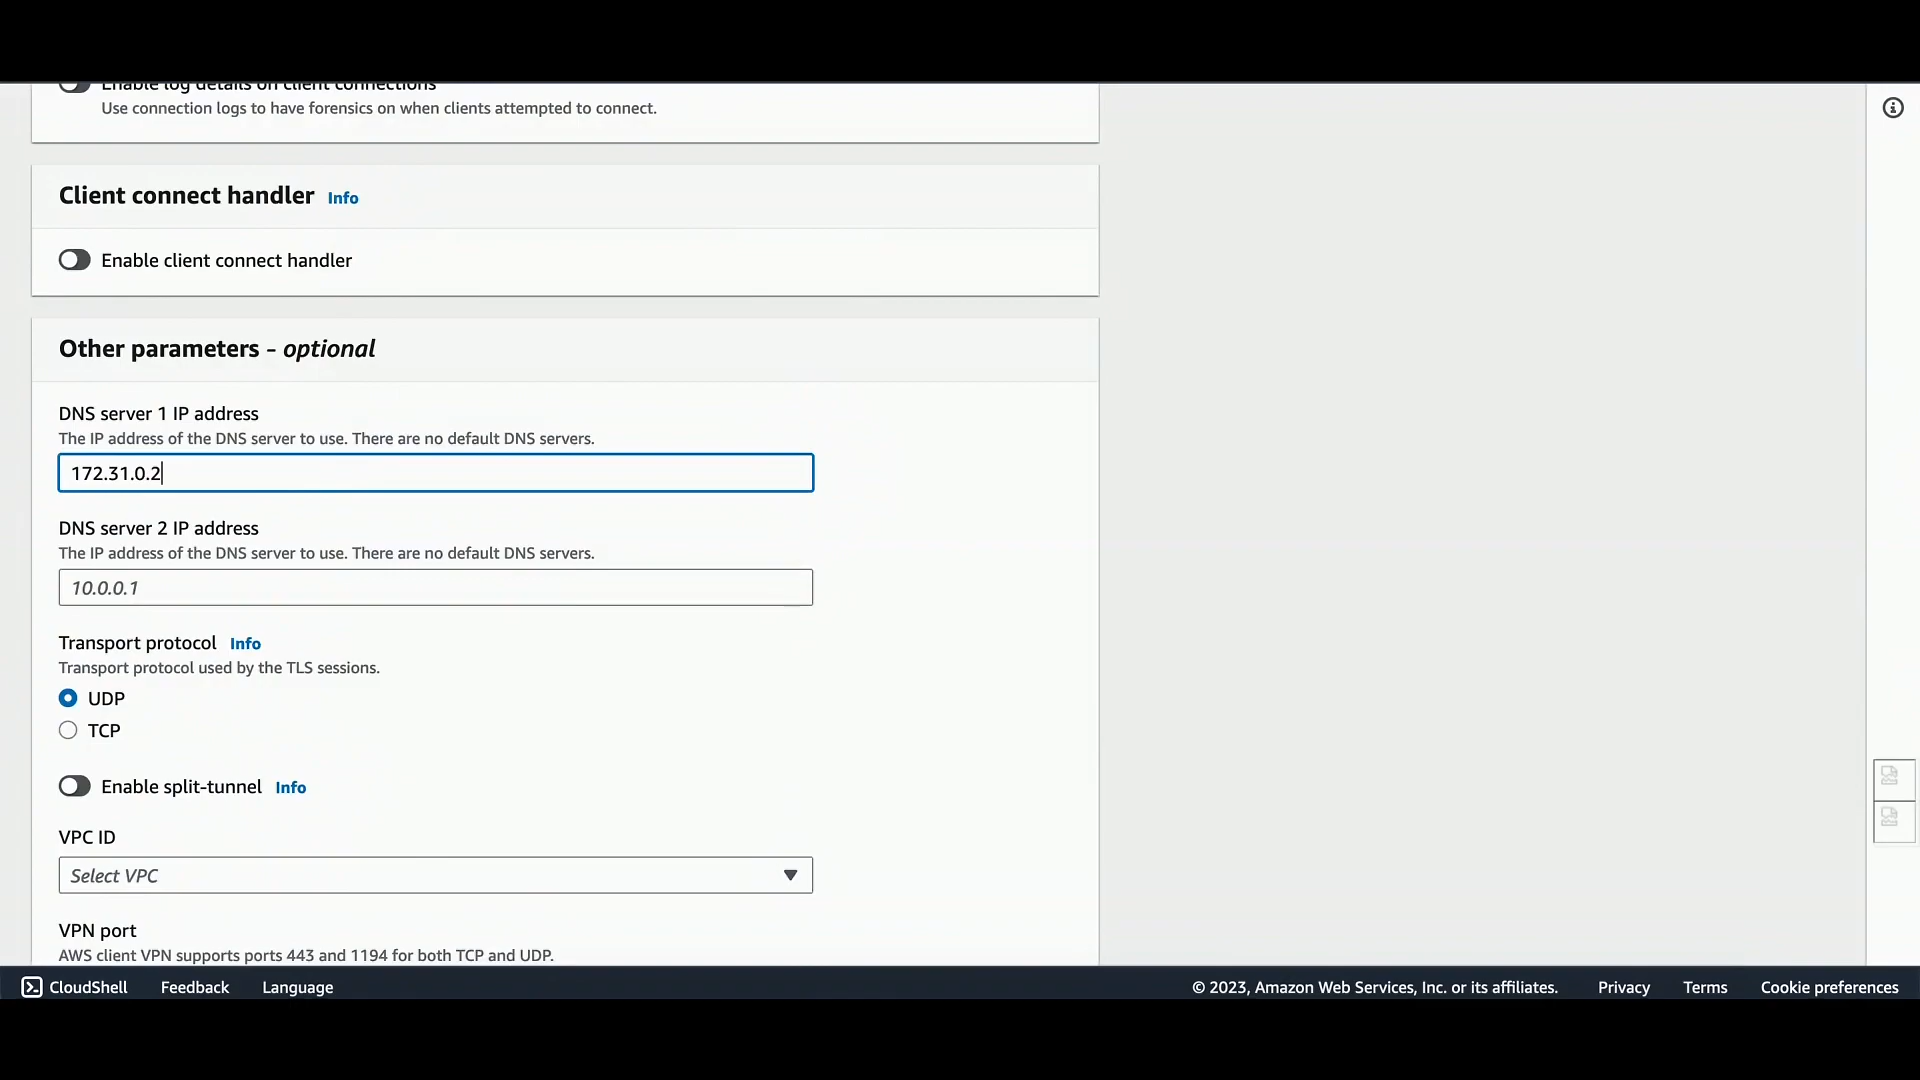 Enable log details on client connections
Use connection logs to have forensics on when clients attempted to connect.
Client connect handler Info
Enable client connect handler
Other parameters - optional
DNS server 1 IP address
The IP address of the DNS server to use. There are no default DNS servers.
172.31.0.2
DNS server 2 IP address
The IP address of the DNS server to use. There are no default DNS servers.
10.0.0.1
Transport protocol Info
Transport protocol used by the TLS sessions.
UDP
TCP
Enable split-tunnel Info
VPC ID
Select VPC
VPN port
AWS client VPN supports ports 443 and 1194 for both TCP and UDP.
CloudShell Feedback Language © 2023, Amazon Web Services, Inc. or its affiliates. Privacy Terms Cookie preferences